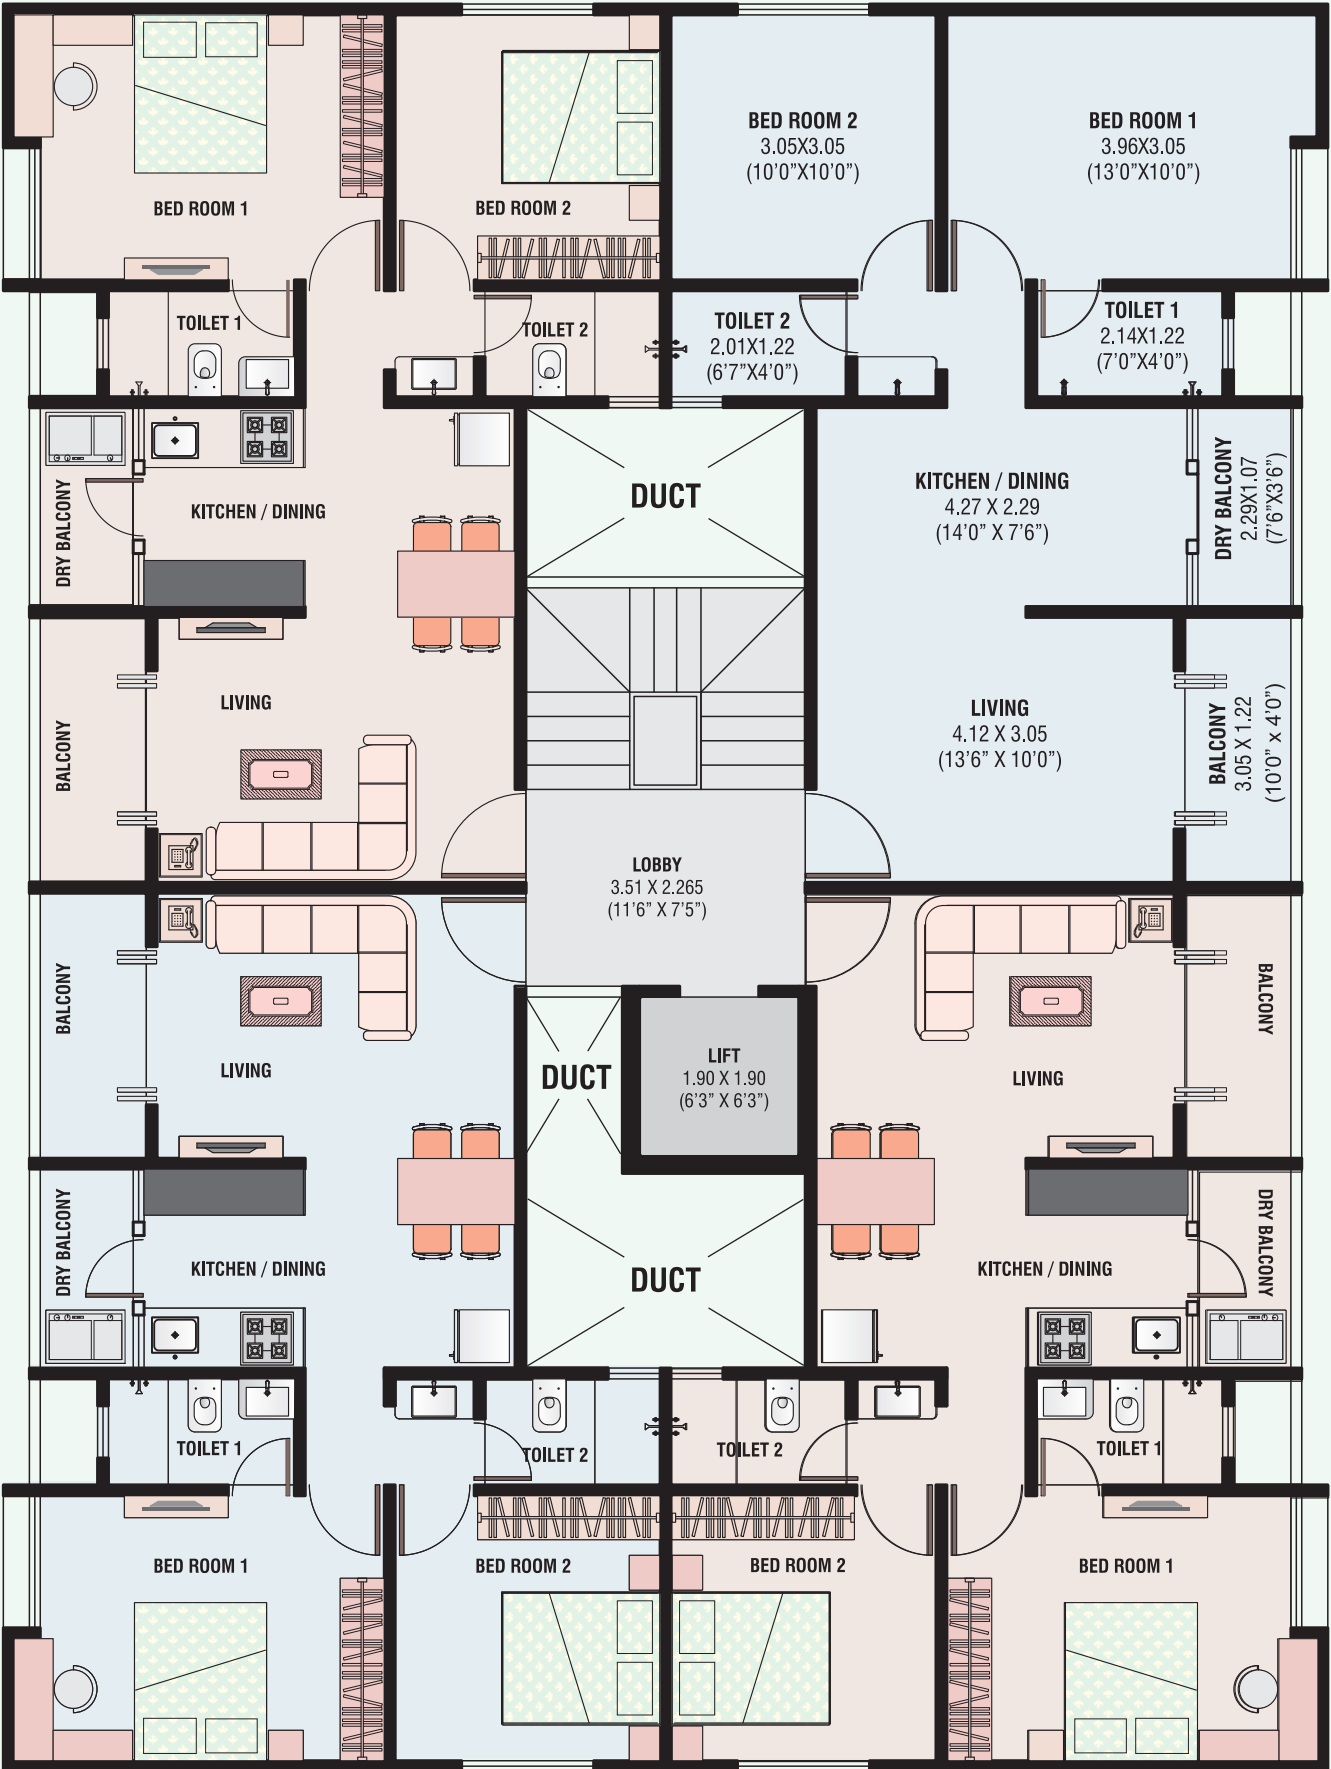 BED ROOM 1
BED ROOM 2
BED ROOM 2
3.05X3.05
(10'0”X10'0”)
BED ROOM 1
3.96X3.05
(13'0”X10'0”)
TOILET 1
TOILET 2
TOILET 2
2.01X1.22
(6'7”X4'0”)
TOILET 1
2.14X1.22
(7'0”X4'0”)
DRY BALCONY
KITCHEN / DINING
DUCT
KITCHEN / DINING
4.27 X 2.29
(14'0” X 7'6”)
DRY BALCONY
2.29X1.07
(7'6”X3'6”)
BALCONY
LIVING
LIVING
4.12 X 3.05
(13'6” X 10'0”)
BALCONY
3.05 X 1.22
(10'0” x 4'0”)
LOBBY
3.51 X 2.265
(11'6” X 7'5”)
BALCONY
LIVING
DUCT
LIFT
1.90 X 1.90
(6'3” X 6'3”)
LIVING
BALCONY
DRY BALCONY
KITCHEN / DINING
DUCT
KITCHEN / DINING
DRY BALCONY
TOILET 1
TOILET 2
TOILET 2
TOILET 1
BED ROOM 1
BED ROOM 2
BED ROOM 2
BED ROOM 1